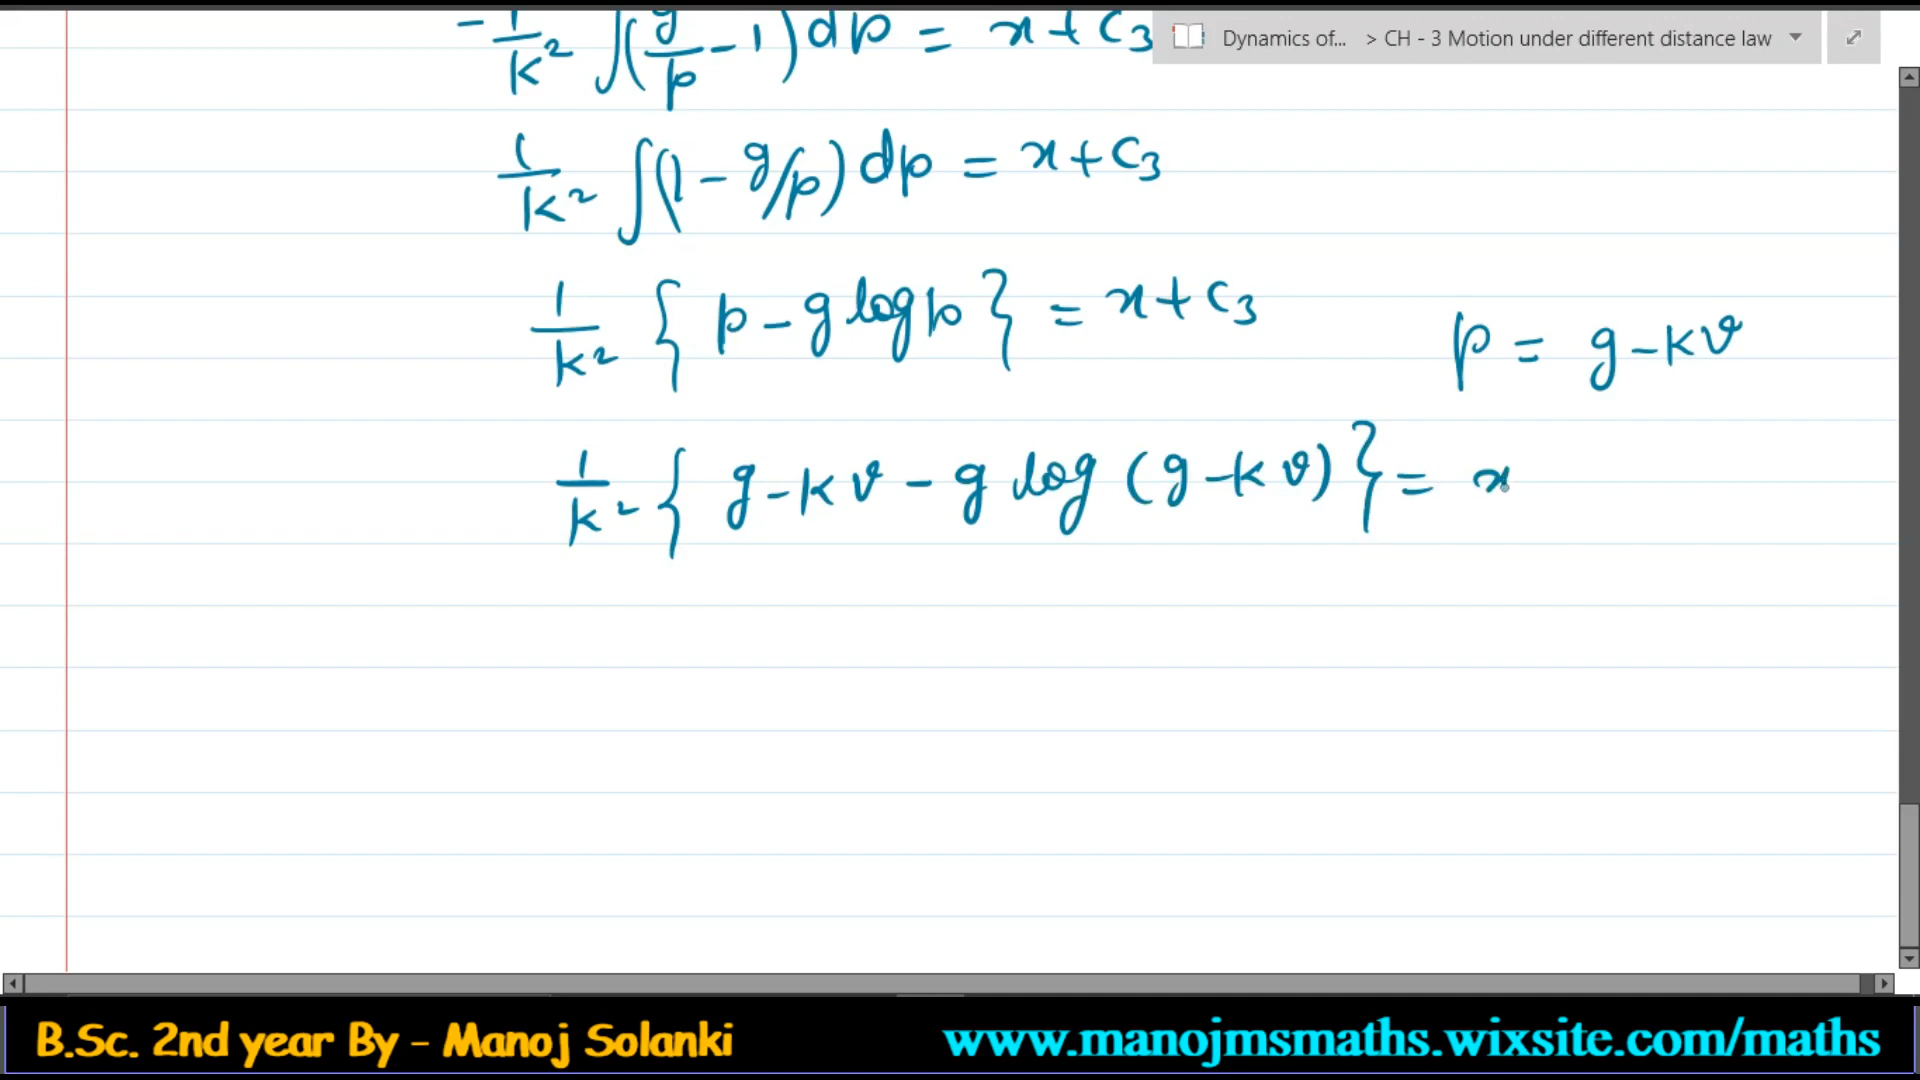 -1/k² ∫(g/p - 1) dp = x + c₃
Dynamics of... > CH - 3 Motion under different distance law
1/k² ∫(1 - g/p) dp = x + c₃
1/k² { p - g log p } = x + c₃
p = g - kv
1/k² { g - kv - g log (g - kv) } = x
B.Sc. 2nd year By - Manoj Solanki
www.manojmsmaths.wixsite.com/maths